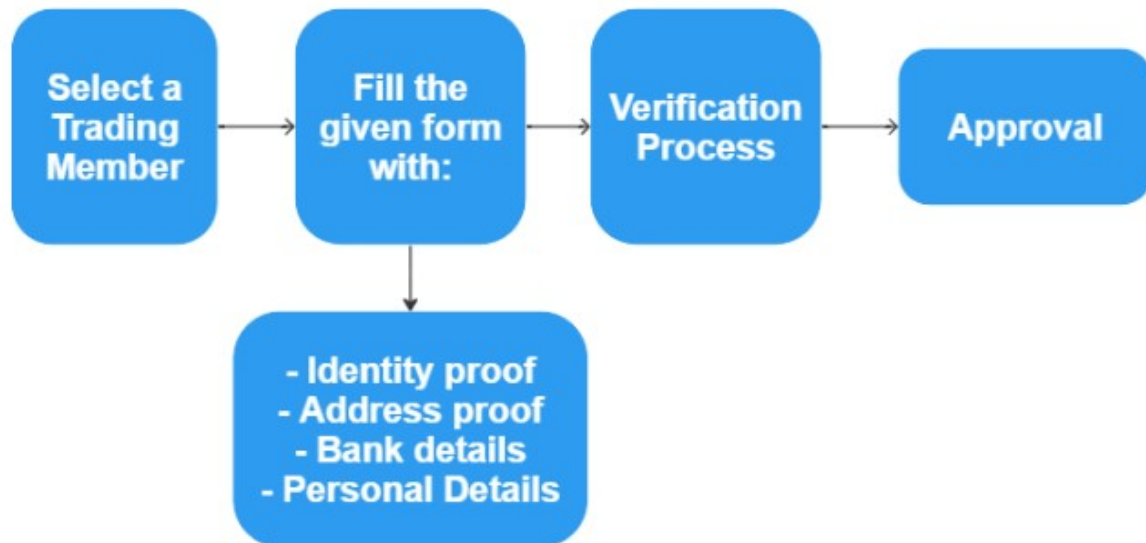 Select a
Trading
Member
Fill the
given form
with:
Verification
Process
Approval
- Identity proof
- Address proof
- Bank details
- Personal Details